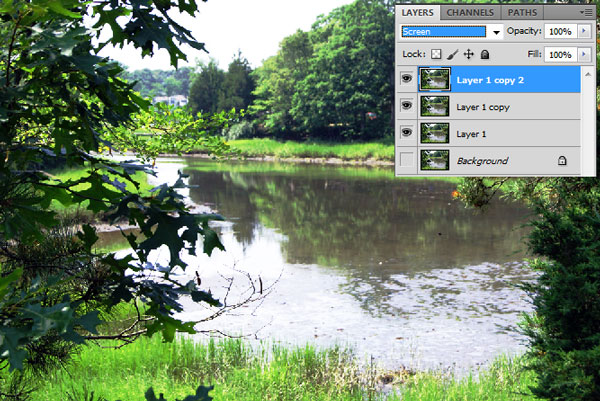 LAYERS CHANNELS PATHS
Screen Opacity: 100%
Lock: Fill: 100%
Layer 1 copy 2
Layer 1 copy
Layer 1
Background